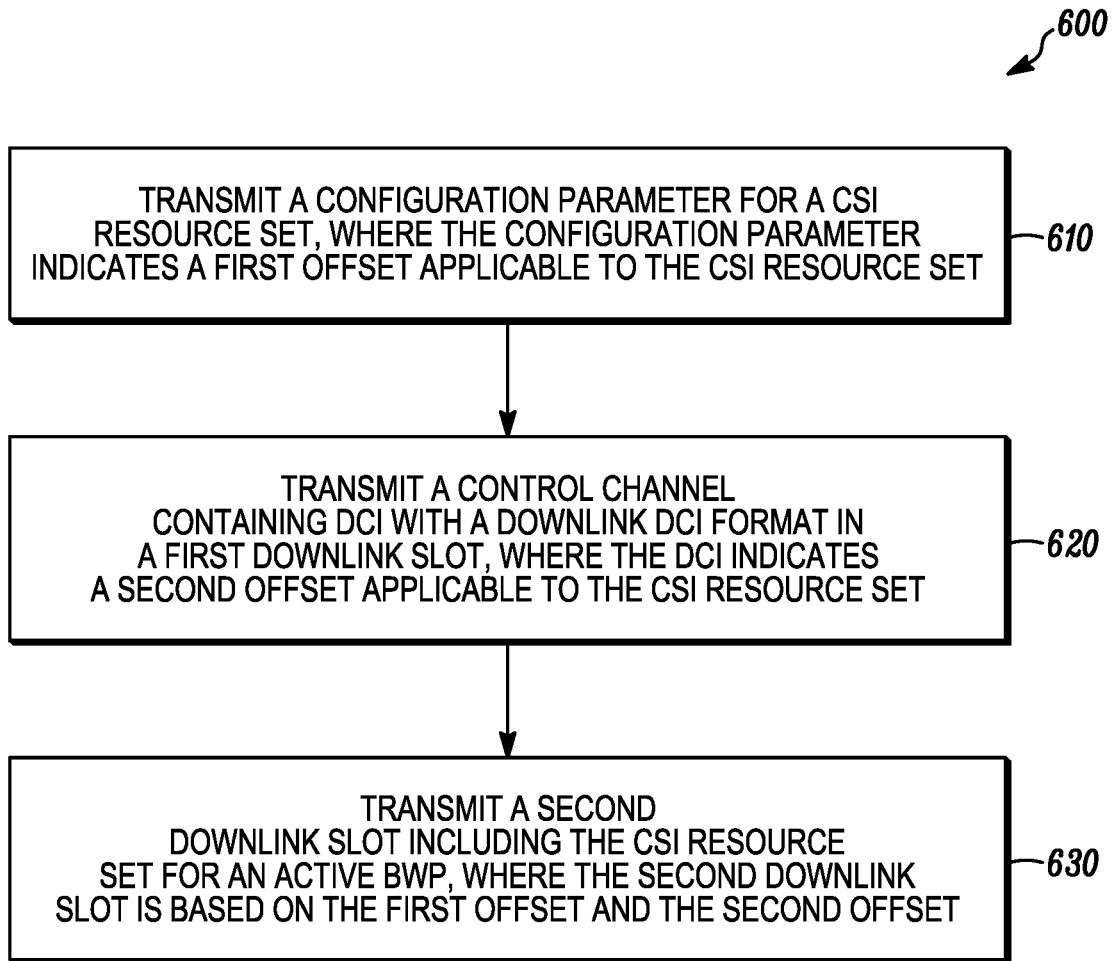 600
TRANSMIT A CONFIGURATION PARAMETER FOR A CSI
RESOURCE SET, WHERE THE CONFIGURATION PARAMETER
INDICATES A FIRST OFFSET APPLICABLE TO THE CSI RESOURCE SET
610
TRANSMIT A CONTROL CHANNEL
CONTAINING DCI WITH A DOWNLINK DCI FORMAT IN
A FIRST DOWNLINK SLOT, WHERE THE DCI INDICATES
A SECOND OFFSET APPLICABLE TO THE CSI RESOURCE SET
620
TRANSMIT A SECOND
DOWNLINK SLOT INCLUDING THE CSI RESOURCE
SET FOR AN ACTIVE BWP, WHERE THE SECOND DOWNLINK
SLOT IS BASED ON THE FIRST OFFSET AND THE SECOND OFFSET
630